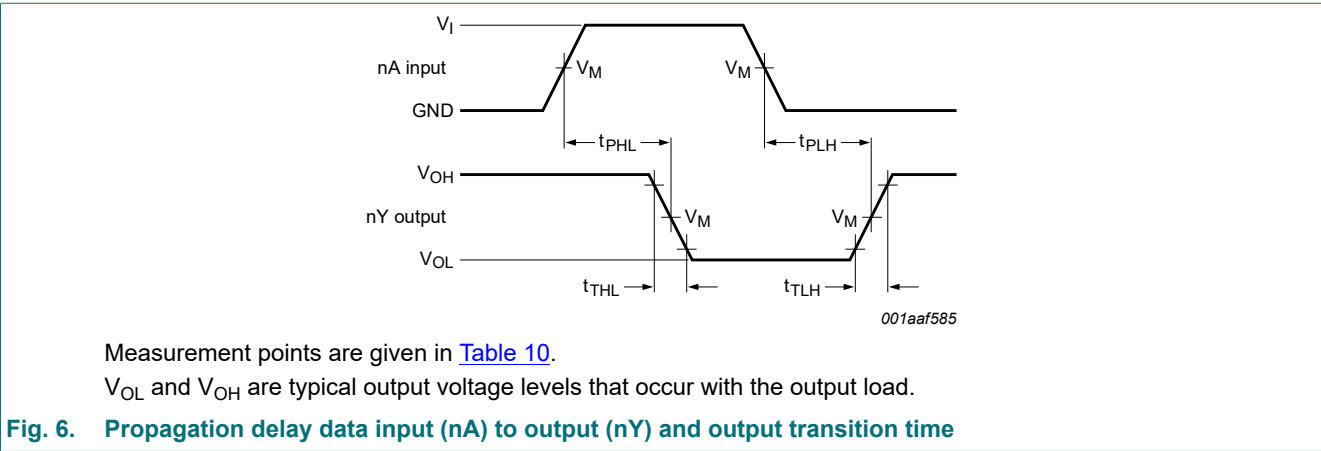 VI
nA input
VM
VM
GND
tPHL
tPLH
VOH
nY output
VM
VM
VOL
tTHL
tTLH
001aaf585
Measurement points are given in Table 10.
VOL and VOH are typical output voltage levels that occur with the output load.
Fig. 6. Propagation delay data input (nA) to output (nY) and output transition time